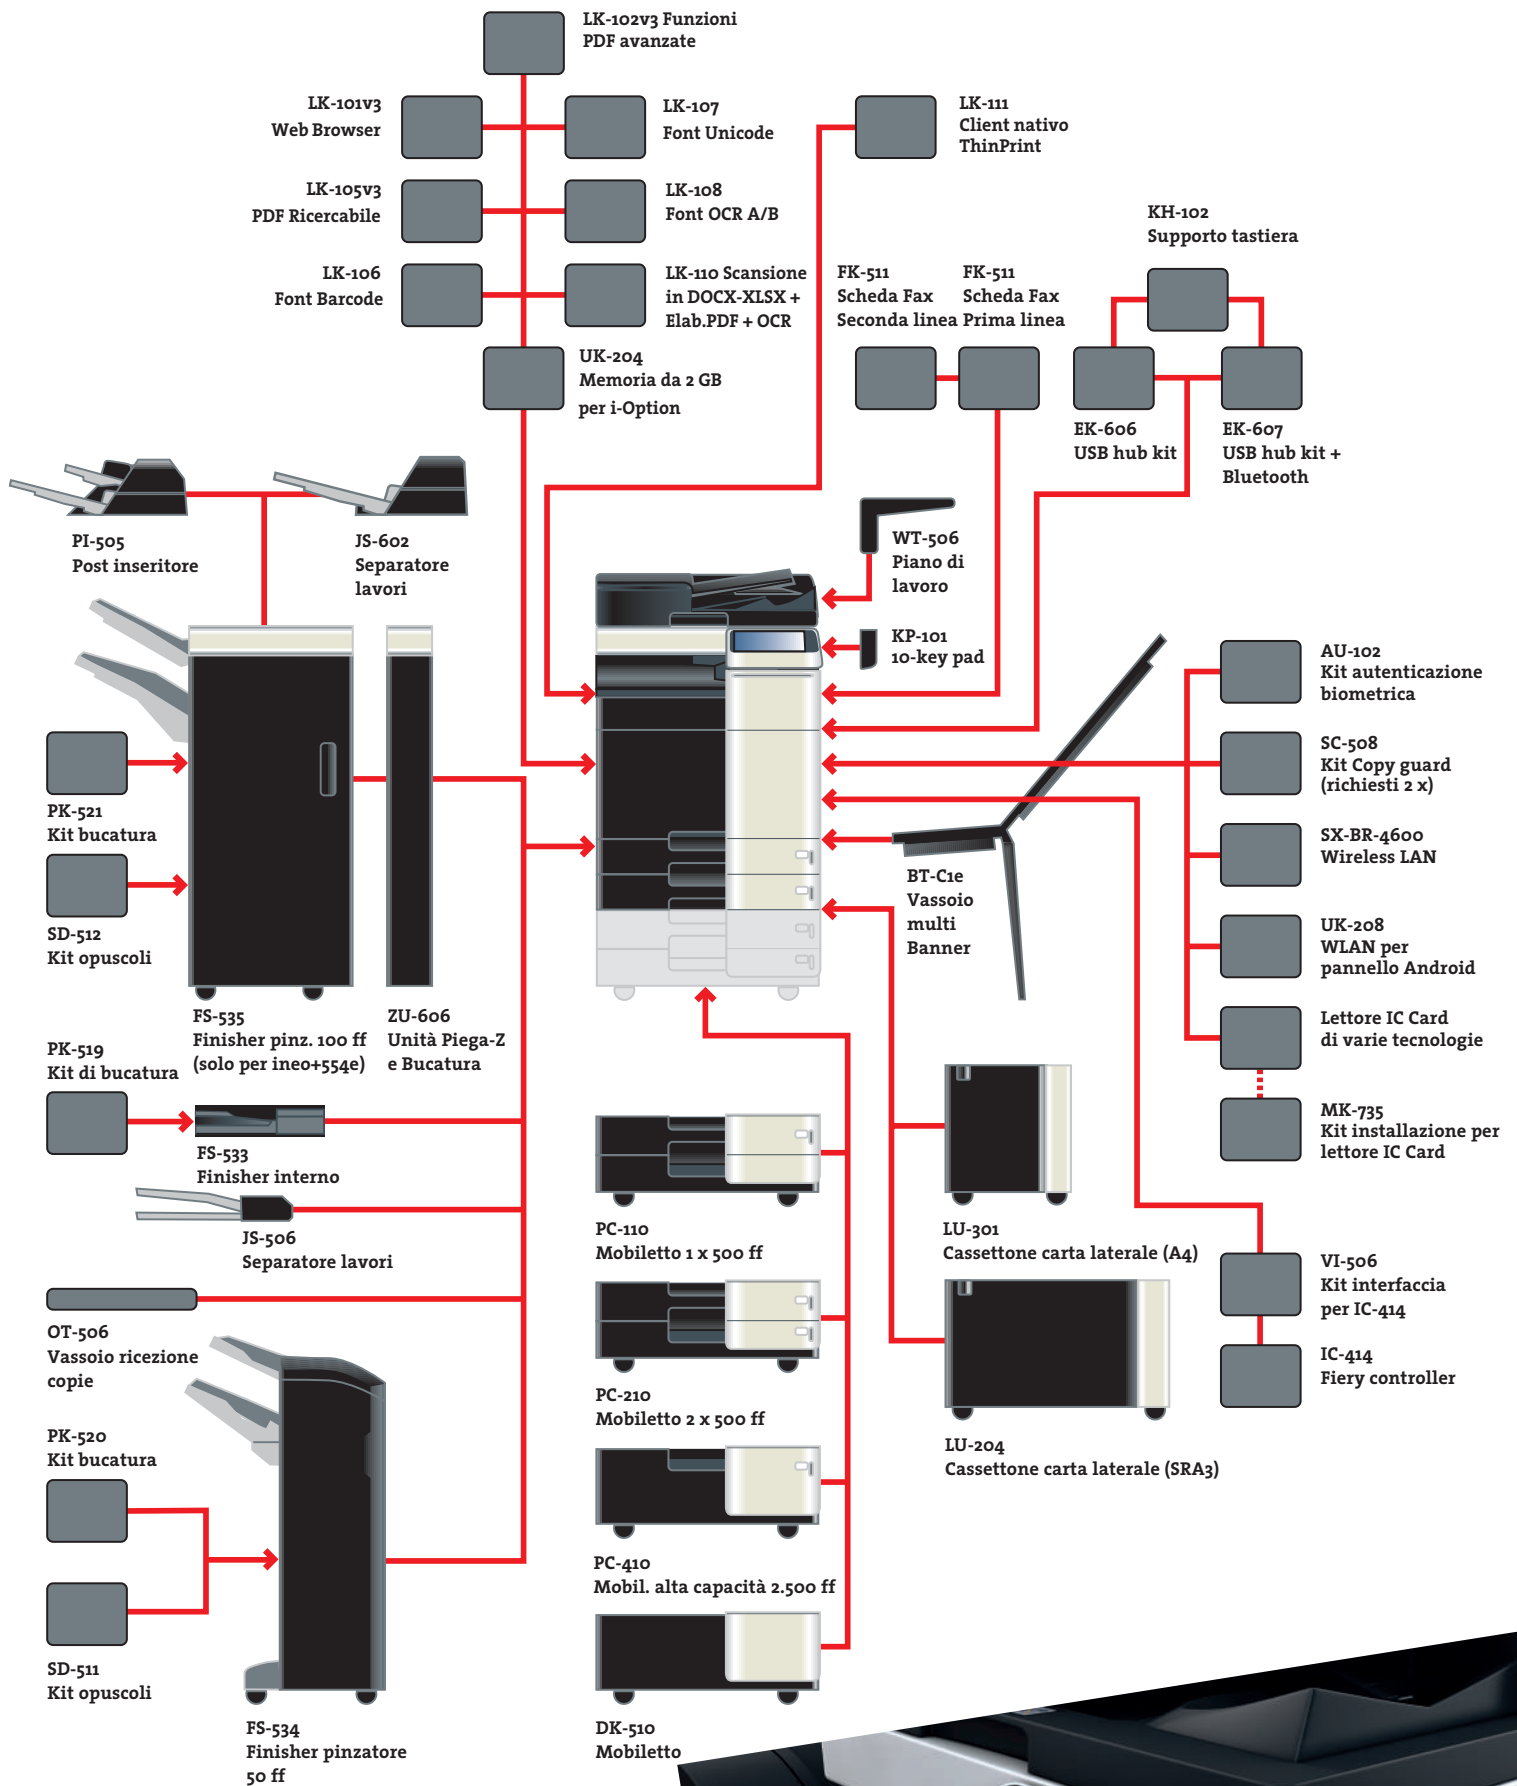 LK-102v3 Funzioni
PDF avanzate
LK-101v3
Web Browser
LK-107
Font Unicode
LK-111
Client nativo
ThinPrint
LK-105v3
PDF Ricercabile
LK-108
Font OCR A/B
KH-102
Supporto tastiera
LK-106
Font Barcode
LK-110 Scansione
in DOCX-XLSX +
Elab.PDF + OCR
FK-511
Scheda Fax
Seconda linea
FK-511
Scheda Fax
Prima linea
UK-204
Memoria da 2 GB
per i-Option
EK-606
USB hub kit
EK-607
USB hub kit +
Bluetooth
PI-505
Post inseritore
JS-602
Separatore
lavori
WT-506
Piano di
lavoro
KP-101
10-key pad
AU-102
Kit autenticazione
biometrica
SC-508
Kit Copy guard
(richiesti 2 x)
PK-521
Kit bucatura
SX-BR-4600
Wireless LAN
BT-C1e
Vassoio
multi
Banner
SD-512
Kit opuscoli
UK-208
WLAN per
pannello Android
FS-535
Finisher pinz. 100 ff
(solo per ineo+554e)
ZU-606
Unità Piega-Z
e Bucatura
Lettore IC Card
di varie tecnologie
PK-519
Kit di bucatura
MK-735
Kit installazione per
lettore IC Card
FS-533
Finisher interno
JS-506
Separatore lavori
PC-110
Mobiletto 1 x 500 ff
LU-301
Cassettone carta laterale (A4)
VI-506
Kit interfaccia
per IC-414
OT-506
Vassoio ricezione
copie
IC-414
Fiery controller
PC-210
Mobiletto 2 x 500 ff
LU-204
Cassettone carta laterale (SRA3)
PK-520
Kit bucatura
PC-410
Mobil. alta capacità 2.500 ff
SD-511
Kit opuscoli
FS-534
Finisher pinzatore
50 ff
DK-510
Mobiletto